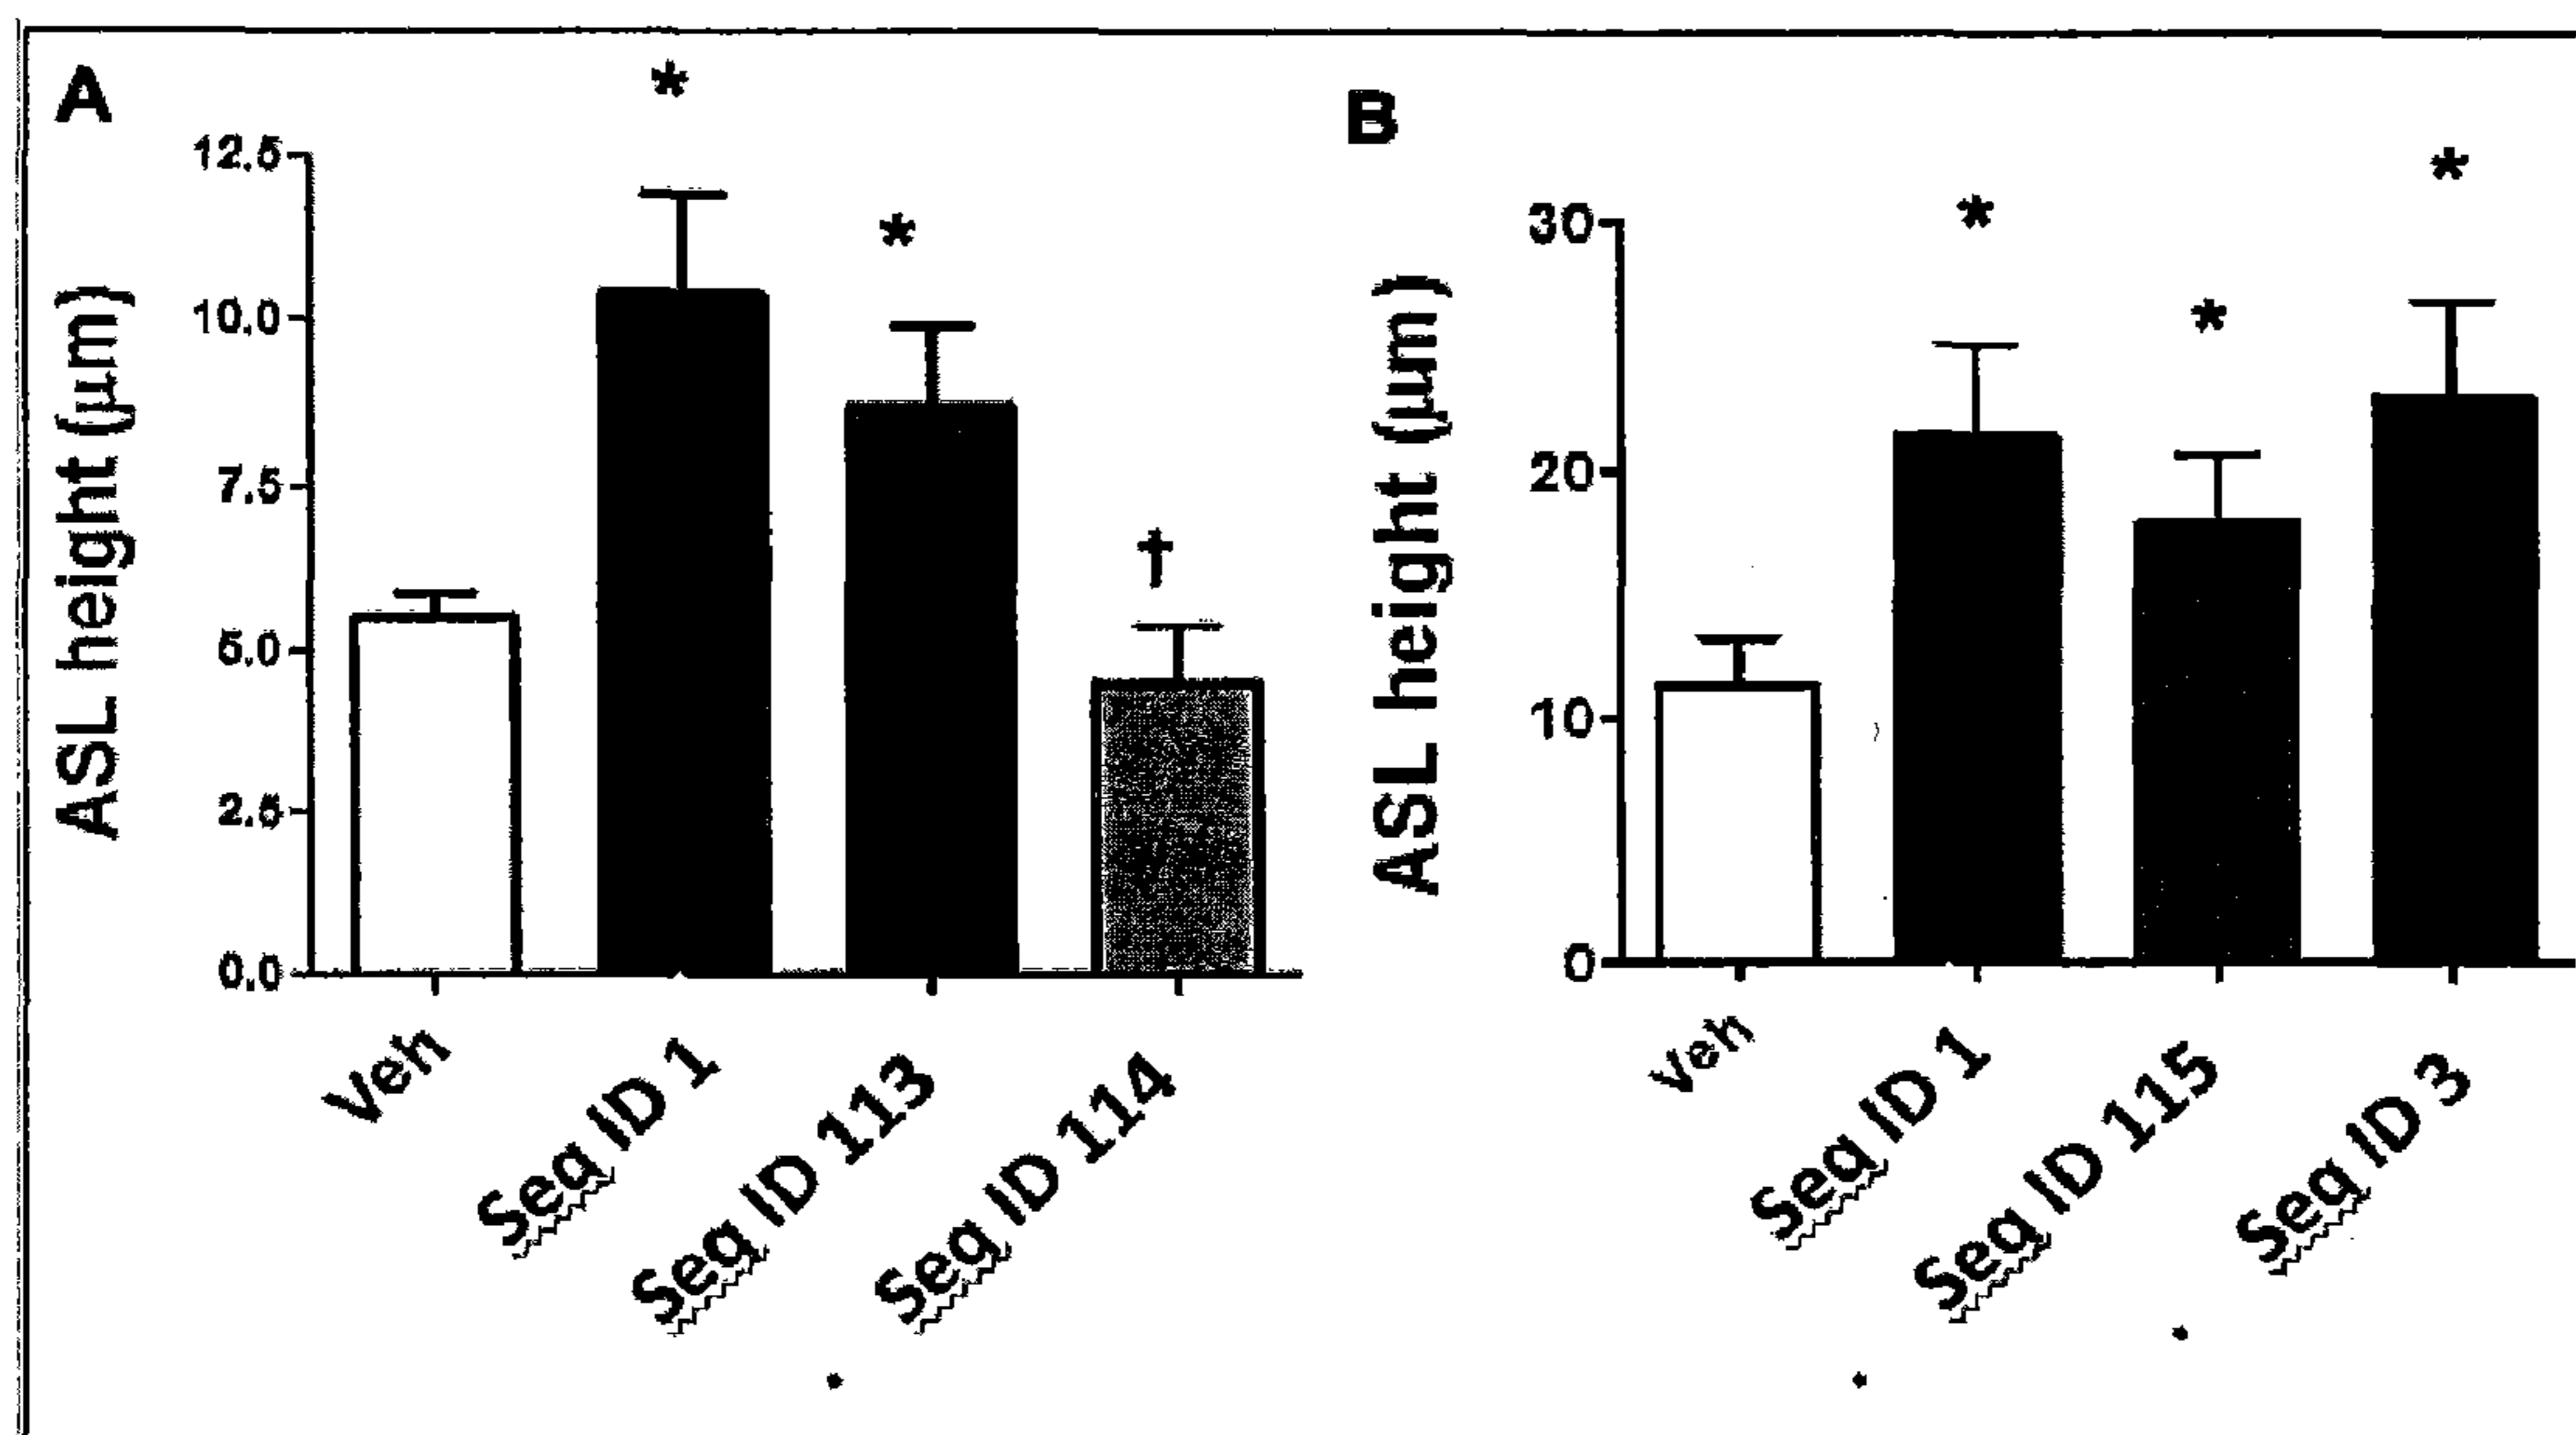 A
*
*
†
12.5
10.0
7.5
5.0
2.5
0.0
ASL height (µm)
Veh
Seq ID 1
Seq ID 113
Seq ID 114
B
*
*
*
30
20
10
0
ASL height (µm)
Veh
Seq ID 1
Seq ID 115
Seq ID 3